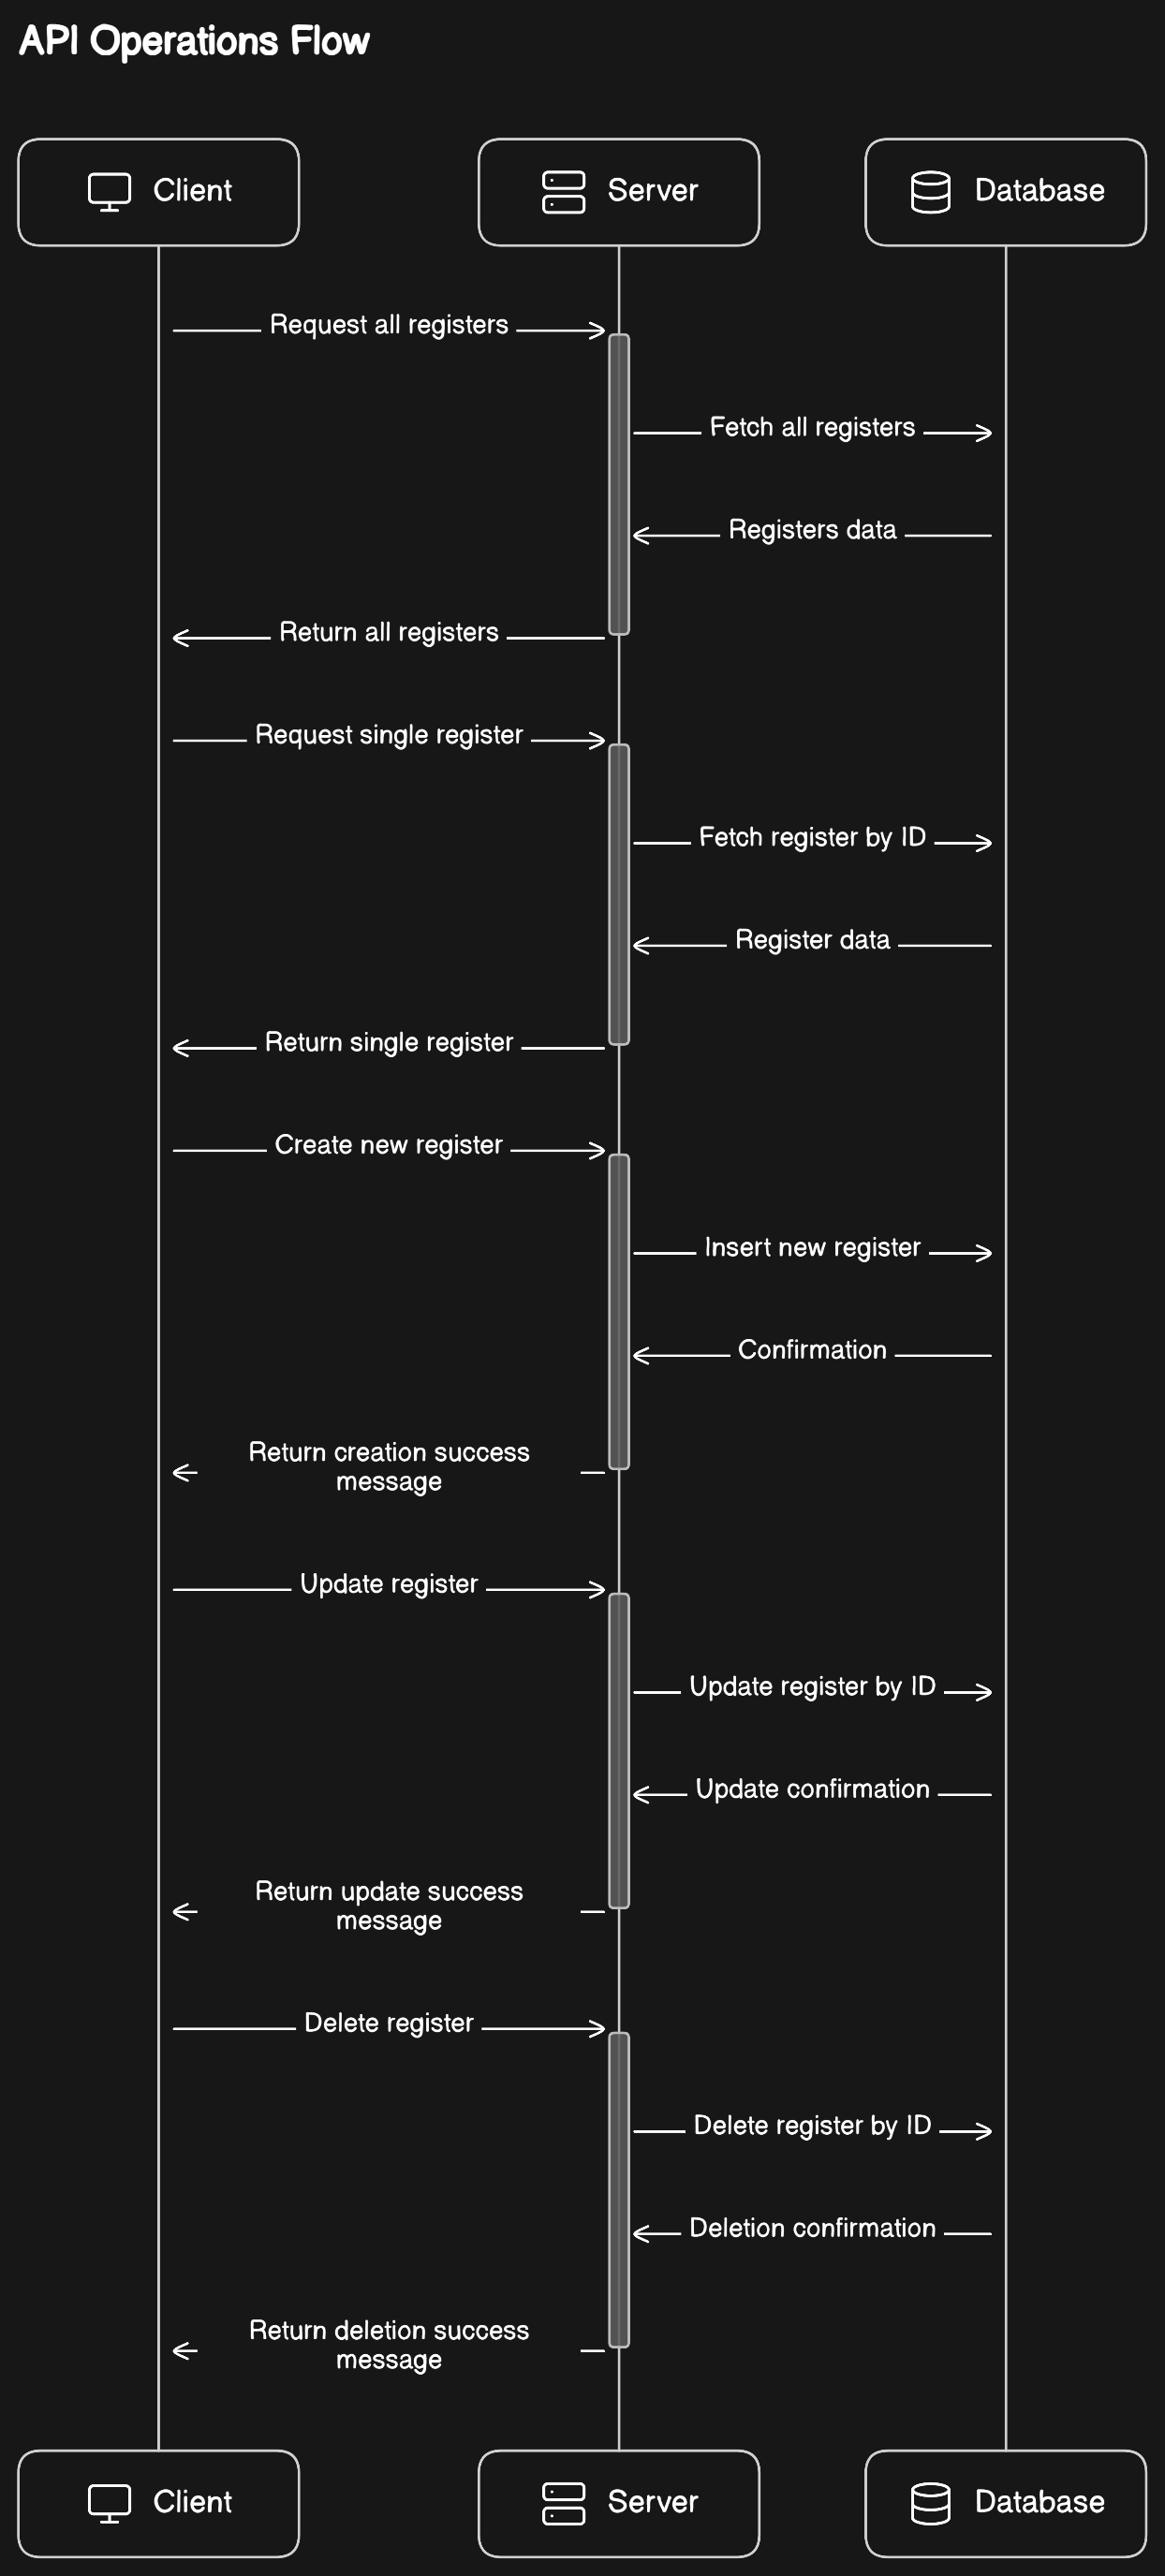 API Operations Flow
Client
Server
Database
Request all registers
Fetch all registers
Registers data
Return all registers
Request single register
Fetch register by ID
Register data
Return single register
Create new register
Insert new register
Confirmation
Return creation success
message
Update register
Update register by ID
Update confirmation
Return update success
message
Delete register
Delete register by ID
Deletion confirmation
Return deletion success
message
Client
Server
Database